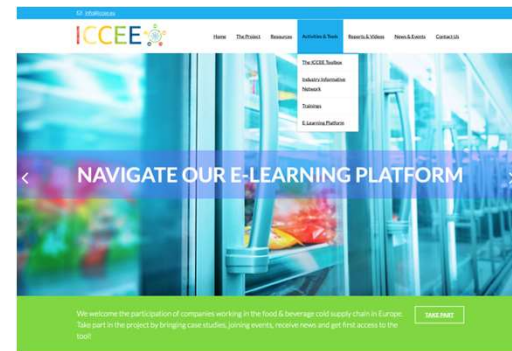 info@iccee.eu
ICCEE
Home The Project Resources Activities & Tools Reports & Videos News & Events Contact Us
The ICCEE Toolbox
Industry Informative
Network
Trainings
E-Learning Platform
NAVIGATE OUR E-LEARNING PLATFORM
We welcome the participation of companies working in the food & beverage cold supply chain in Europe.
Take part in the project by bringing case studies, joining events, receive news and get first access to the
tool!
TAKE PART